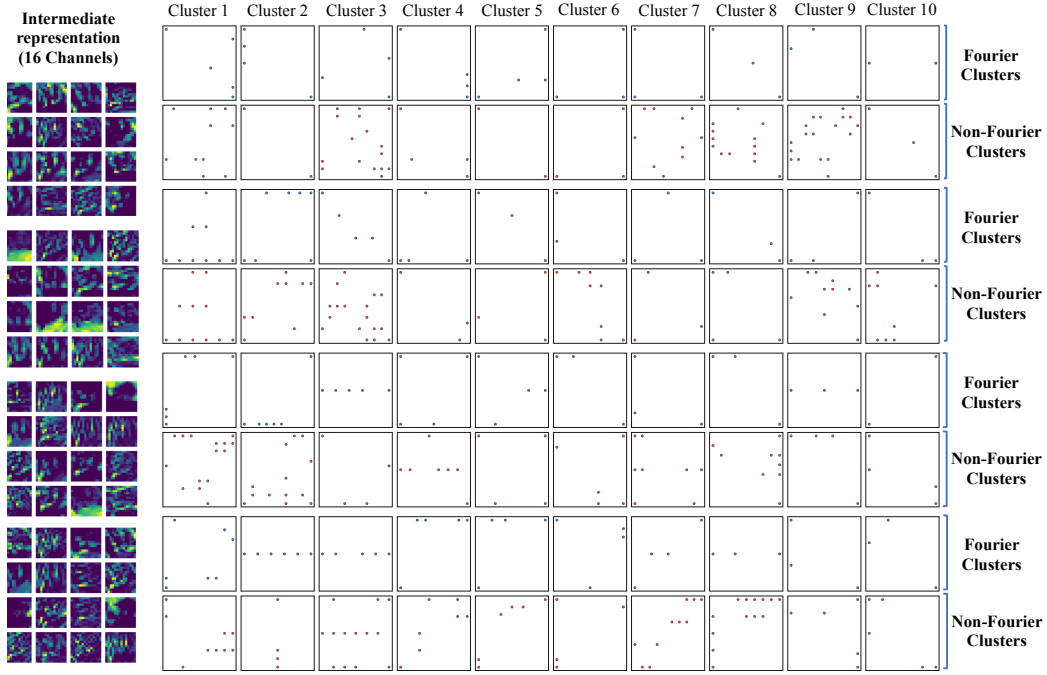 Intermediate
representation
(16 Channels)
Cluster 1 Cluster 2 Cluster 3 Cluster 4 Cluster 5 Cluster 6 Cluster 7 Cluster 8 Cluster 9 Cluster 10
Fourier
Clusters
Non-Fourier
Clusters
Fourier
Clusters
Non-Fourier
Clusters
Fourier
Clusters
Non-Fourier
Clusters
Fourier
Clusters
Non-Fourier
Clusters